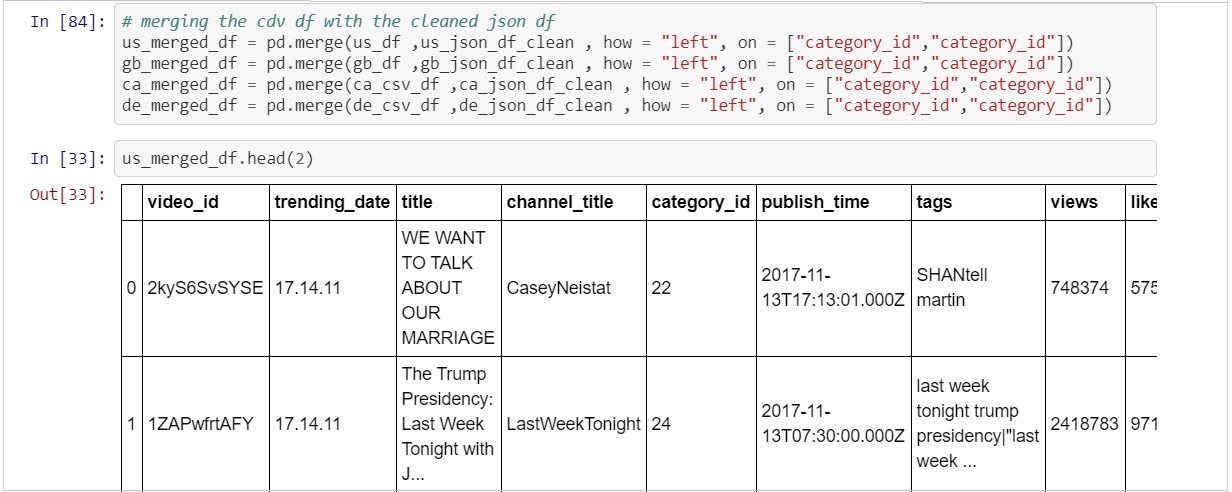 In [84]: # merging the cdv df with the cleaned json df
us_merged_df = pd.merge(us_df ,us_json_df_clean , how = "left", on = ["category_id","category_id"])
gb_merged_df = pd.merge(gb_df ,gb_json_df_clean , how = "left", on = ["category_id","category_id"])
ca_merged_df = pd.merge(ca_csv_df ,ca_json_df_clean , how = "left", on = ["category_id","category_id"])
de_merged_df = pd.merge(de_csv_df ,de_json_df_clean , how = "left", on = ["category_id","category_id"])
In [33]: us_merged_df.head(2)
Out[33]:
video_id trending_date title channel_title category_id publish_time tags views like
0 2kyS6SvSYSE 17.14.11
WE WANT
TO TALK
ABOUT
OUR
MARRIAGE
CaseyNeistat 22
2017-11-
13T17:13:01.000Z
SHANtell
martin
748374 575
1 1ZAPwfrtAFY 17.14.11
The Trump
Presidency:
Last Week
Tonight with
J...
LastWeekTonight 24
2017-11-
13T07:30:00.000Z
last week
tonight trump
presidency|"last
week ...
2418783 971